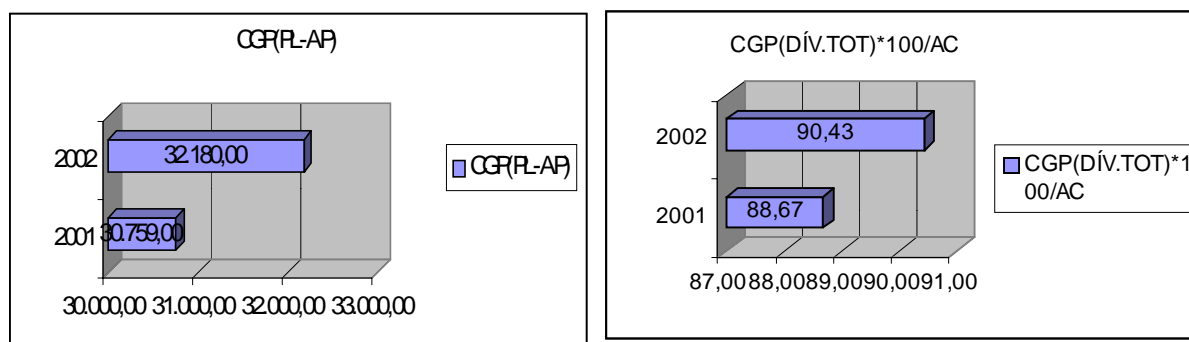 CGP(PL-AP)
2002
32.180,00
2001
30.759,00
30.000,00 31.000,00 32.000,00 33.000,00
CGP(PL-AP)
CGP(DÍV.TOT)*100/AC
2002
90,43
2001
88,67
87,00 88,00 89,00 90,00 91,00
CGP(DÍV.TOT)*1
00/AC